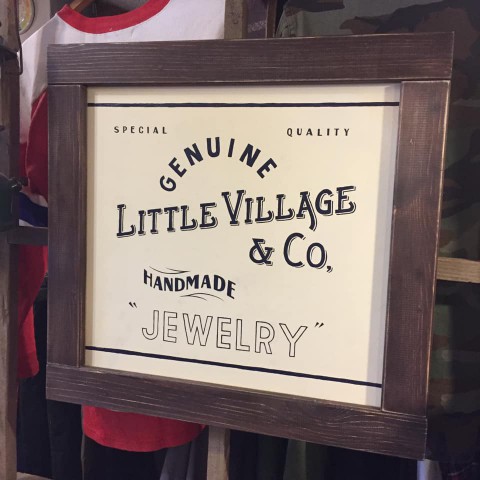 SPECIAL QUALITY
GENUINE
LITTLE VILLAGE
& Co,
HANDMADE
"JEWELRY"